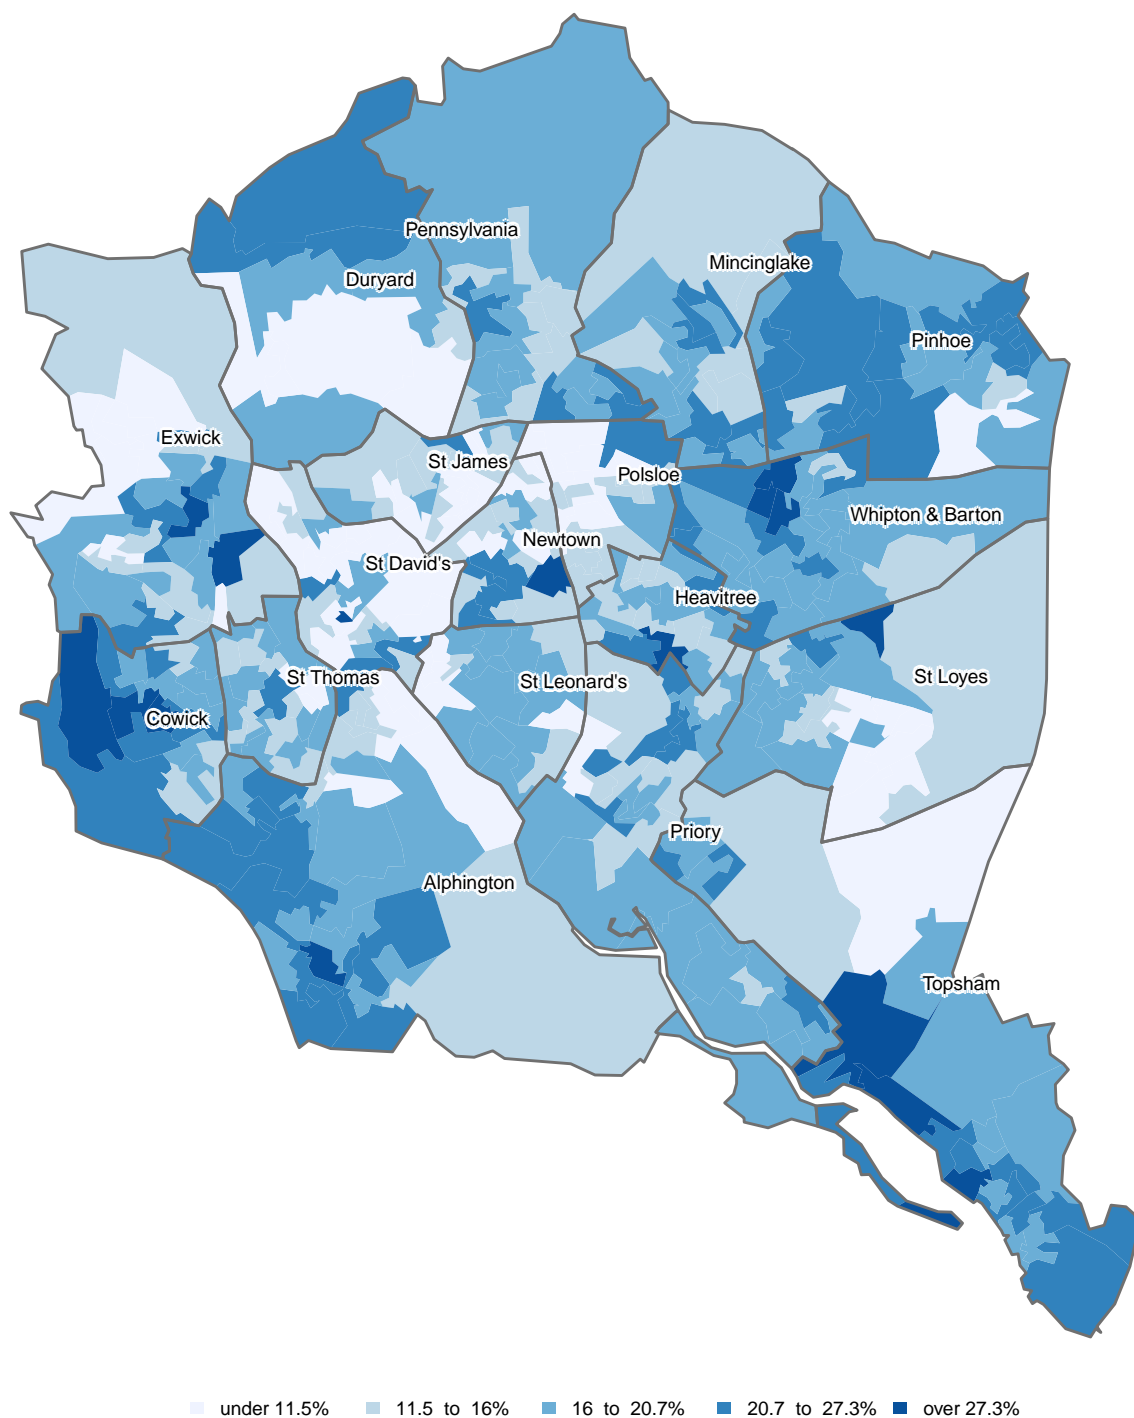 Pennsylvania
Mincinglake
Duryard
Pinhoe
Exwick
St James
Polsloe
Whipton & Barton
Newtown
St David's
Heavitree
St Thomas
St Leonard's
St Loyes
Cowick
Priory
Alphington
Topsham
under 11.5%
11.5 to 16%
16 to 20.7%
20.7 to 27.3%
over 27.3%